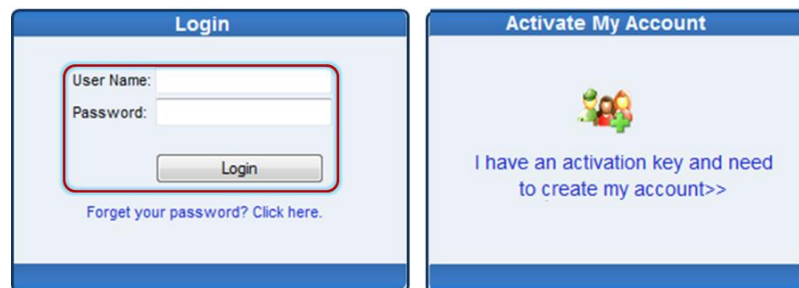 Login
User Name:
Password:
Login
Forget your password? Click here.
Activate My Account
I have an activation key and need
to create my account>>